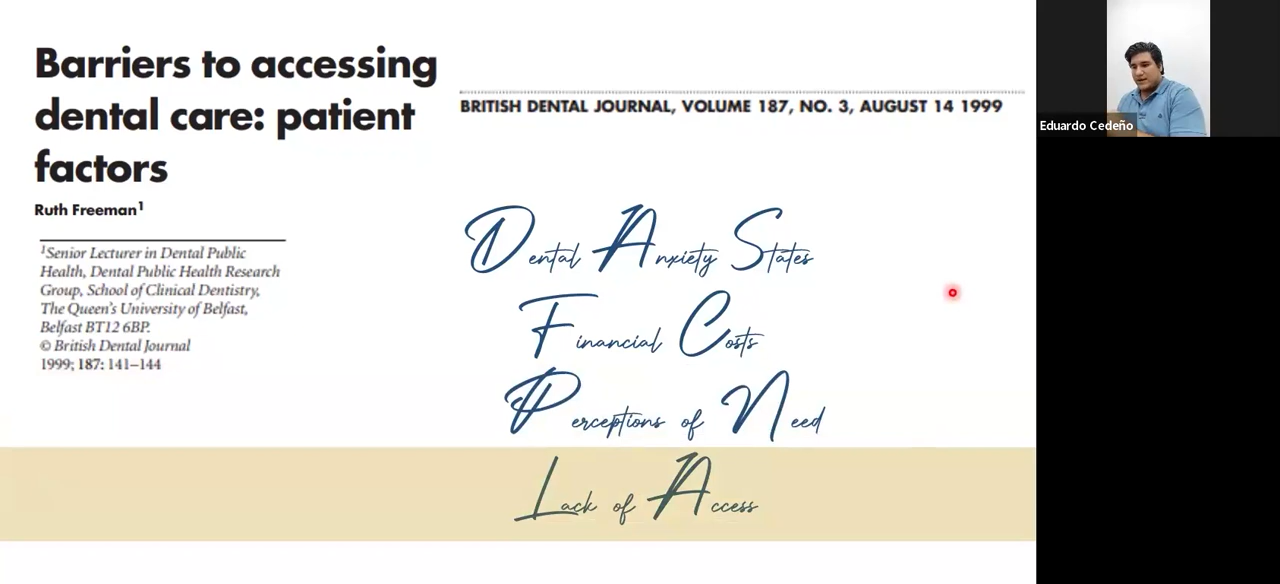 Barriers to accessing
dental care: patient
factors
Ruth Freeman1
1Senior Lecturer in Dental Public
Health, Dental Public Health Research
Group, School of Clinical Dentistry,
The Queen's University of Belfast,
Belfast BT12 6BP.
© British Dental Journal
1999; 187: 141–144
BRITISH DENTAL JOURNAL, VOLUME 187, NO. 3, AUGUST 14 1999
Dental Anxiety States
Financial Costs
Perceptions of Need
Lack of Access
Eduardo Cedeño